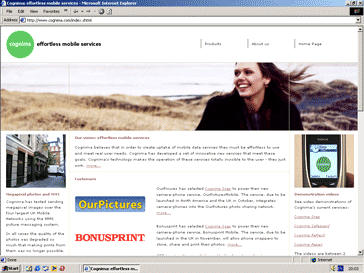 Cognima: effortless mobile services - Microsoft Internet Explorer
File Edit View Favorites Tools Help
Address http://www.cognima.com/index.shtml
cognima effortless mobile services
Products About us Home Page
Our views: effortless mobile services
Cognima believes that in order to create uptake of mobile data services they must be effortless to use
and meet real user needs. Cognima has developed a set of innovative new services that meet these
goals. Cognima's technology makes the operation of these services totally invisible to the user - they just
work.
Customers
OurPictures
OurPictures has selected Cognima Snap to power their new
camera-phone service, OurPicturesMobile. The service, due to be
launched in North America and the UK in October, integrates
camera-phones into the OurPictures photo sharing network.
BONUSPRINT
Bonusprint has selected Cognima Snap to power their new
camera-phone service, Bonusprint Mobile. The service, due to be
launched in the UK in November, will allow phone snappers to
store, share and print their photos
Megapixel photos and MMS
Cognima has tested sending
megapixel images over the
four largest UK Mobile
Networks using the MMS
picture messaging system.
In all cases the quality of
the photos was degraded so
much that making prints from
them was no longer possible.
Demonstration videos
See video demonstrations of
Cognima's current services:
Cognima Snap
Cognima Safeguard
Cognima Replicate
The videos are between 2
Done
Internet
Start
Cognima: effortless m...